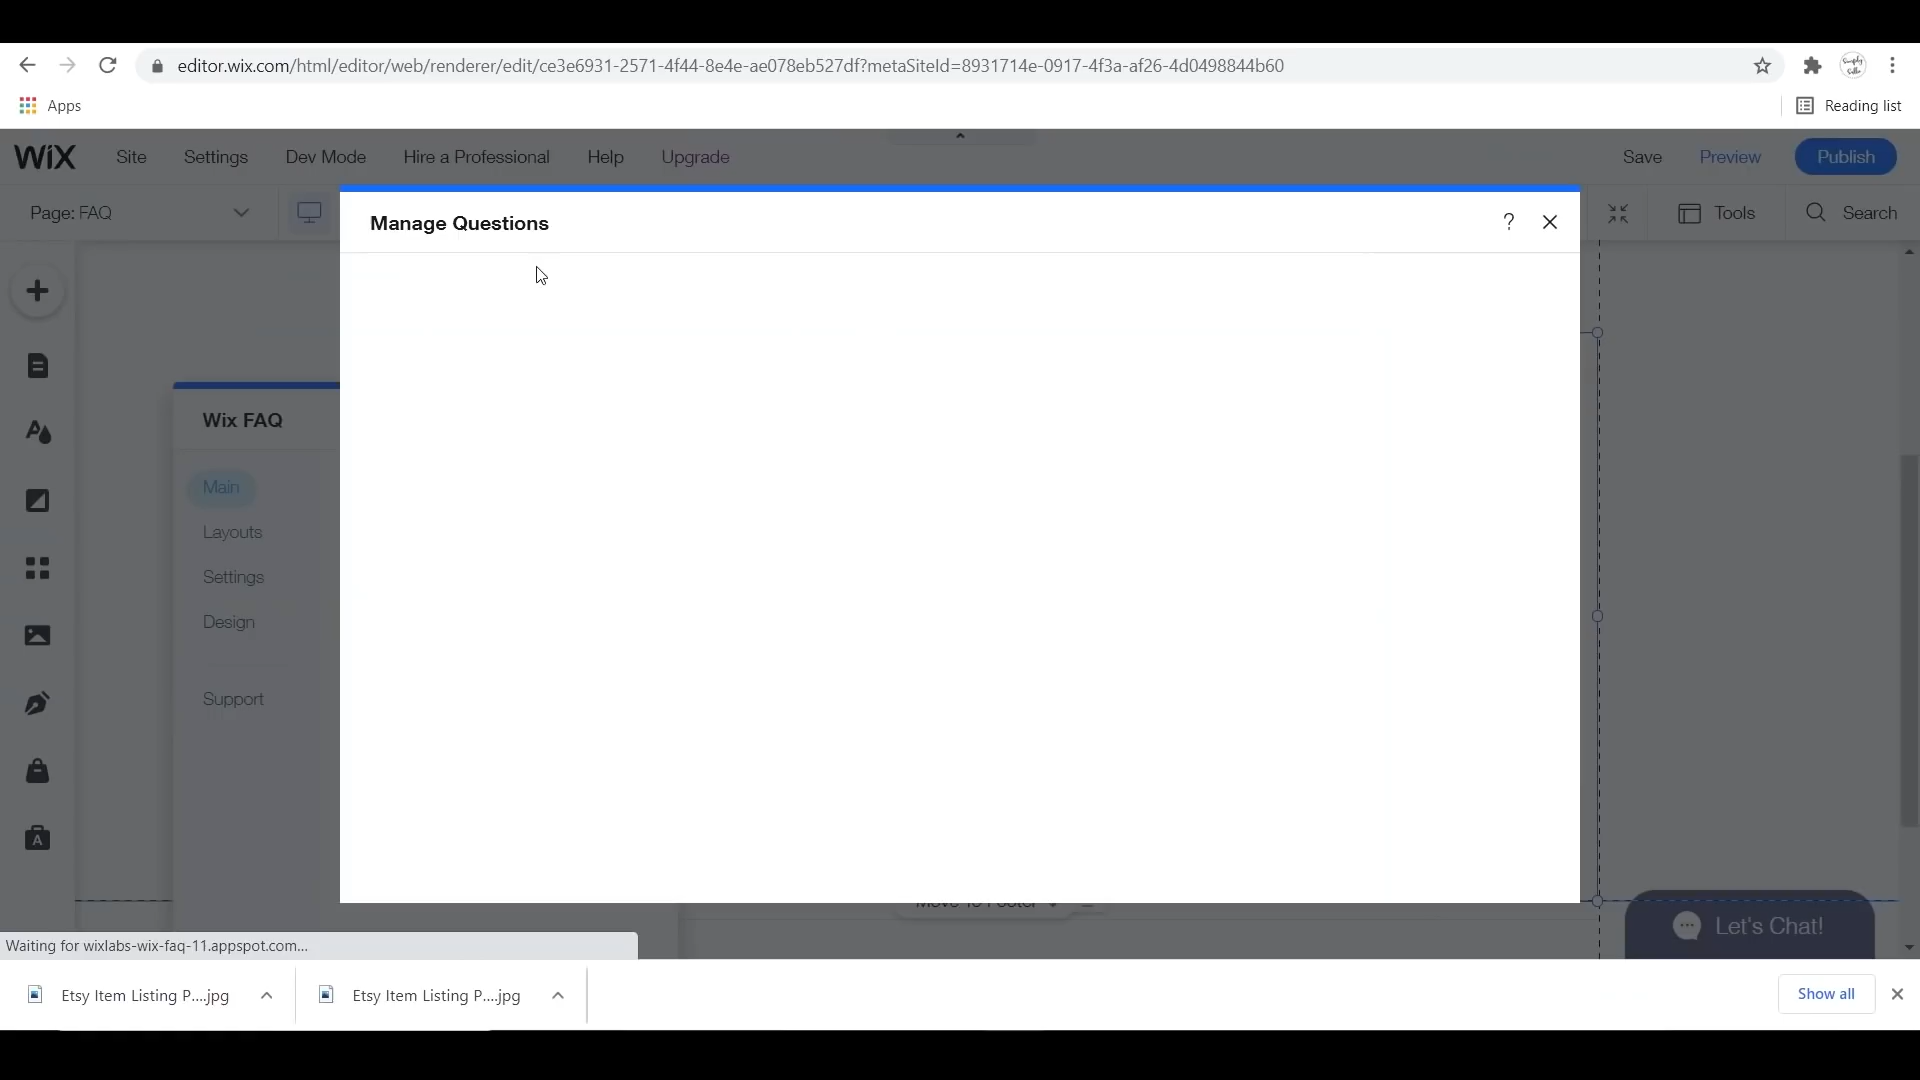 editor.wix.com/html/editor/web/renderer/edit/ce3e6931-2571-4f44-8e4e-ae078eb527df?metaSiteId=8931714e-0917-4f3a-af26-4d0498844b60
Apps
Reading list
WiX
Site
Settings
Dev Mode
Hire a Professional
Help
Upgrade
Save
Preview
Publish
Page: FAQ
Manage Questions
?
Tools
Search
Wix FAQ
Main
Layouts
Settings
Design
Support
Let's Chat!
Waiting for wixlabs-wix-faq-11.appspot.com...
Etsy Item Listing P....jpg
Etsy Item Listing P....jpg
Show all